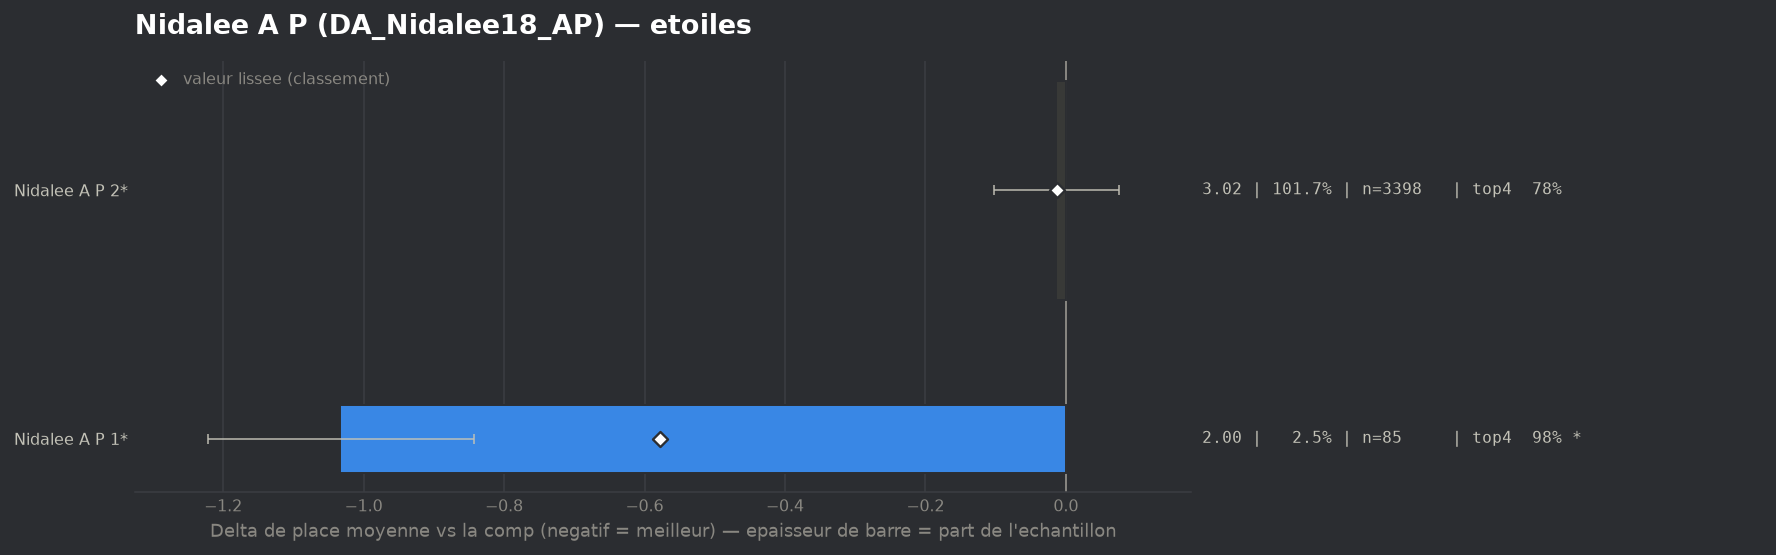 Nidalee A P (DA_Nidalee18_AP) — etoiles
valeur lissee (classement)
Nidalee A P 2*
3.02 | 101.7% | n=3398 | top4 78%
Nidalee A P 1*
2.00 | 2.5% | n=85 | top4 98% *
−1.2 −1.0 −0.8 −0.6 −0.4 −0.2 0.0
Delta de place moyenne vs la comp (negatif = meilleur) — epaisseur de barre = part de l'echantillon